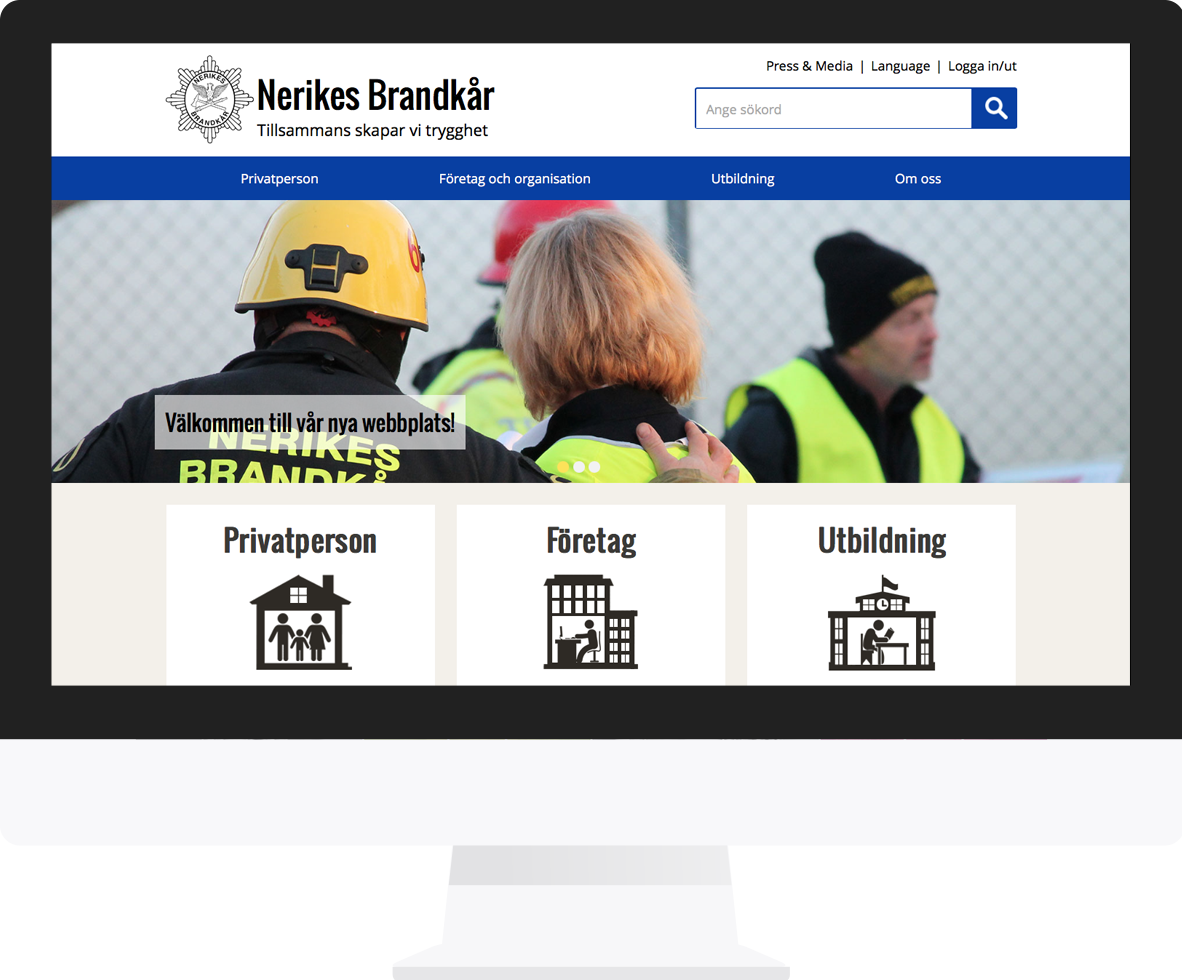 NERIKES
BRANDKÅR
Nerikes Brandkår
Tillsammans skapar vi trygghet
Press & Media | Language | Logga in/ut
Ange sökord
Privatperson Företag och organisation Utbildning Om oss
Välkommen till vår nya webbplats!
NERIKES
BRANDKÅ
Privatperson Företag Utbildning